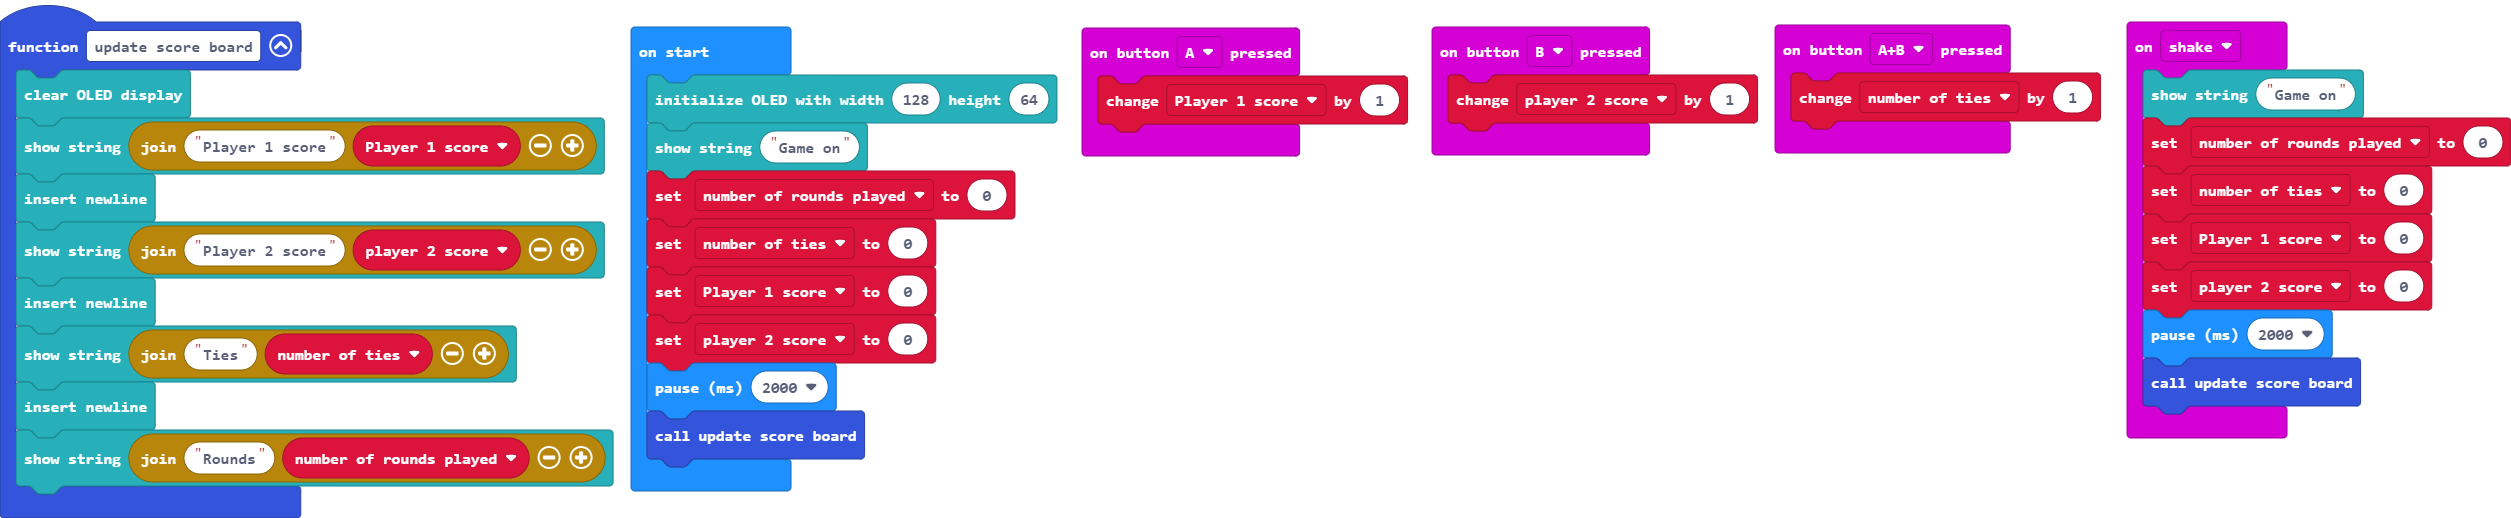 function update score board
clear OLED display
show string join "Player 1 score" Player 1 score
insert newline
show string join "Player 2 score" player 2 score
insert newline
show string join "Ties" number of ties
insert newline
show string join "Rounds" number of rounds played
on start
initialize OLED with width 128 height 64
show string "Game on"
set number of rounds played to 0
set number of ties to 0
set Player 1 score to 0
set player 2 score to 0
pause (ms) 2000
call update score board
on button A pressed
change Player 1 score by 1
on button B pressed
change player 2 score by 1
on button A+B pressed
change number of ties by 1
on shake
show string "Game on"
set number of rounds played to 0
set number of ties to 0
set Player 1 score to 0
set player 2 score to 0
pause (ms) 2000
call update score board